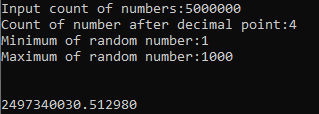 Input count of numbers:5000000
Count of number after decimal point:4
Minimum of random number:1
Maximum of random number:1000
2497340030.512980